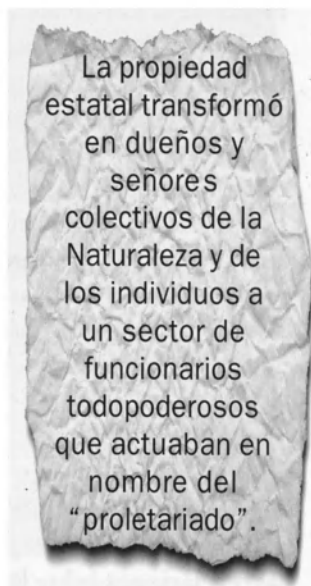 La propiedad
estatal transformó
en dueños y
señores
colectivos de la
Naturaleza y de
los individuos a
un sector de
funcionarios
todopoderosos
que actuaban en
nombre del
“proletariado”.